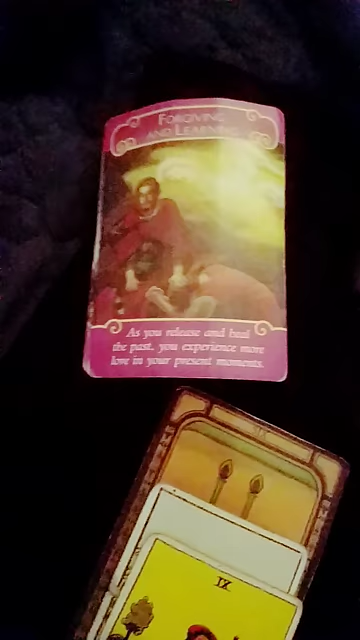 FORGIVING
AND LEARNING
As you release and heal
the past, you experience more
love in your present moments.
IX